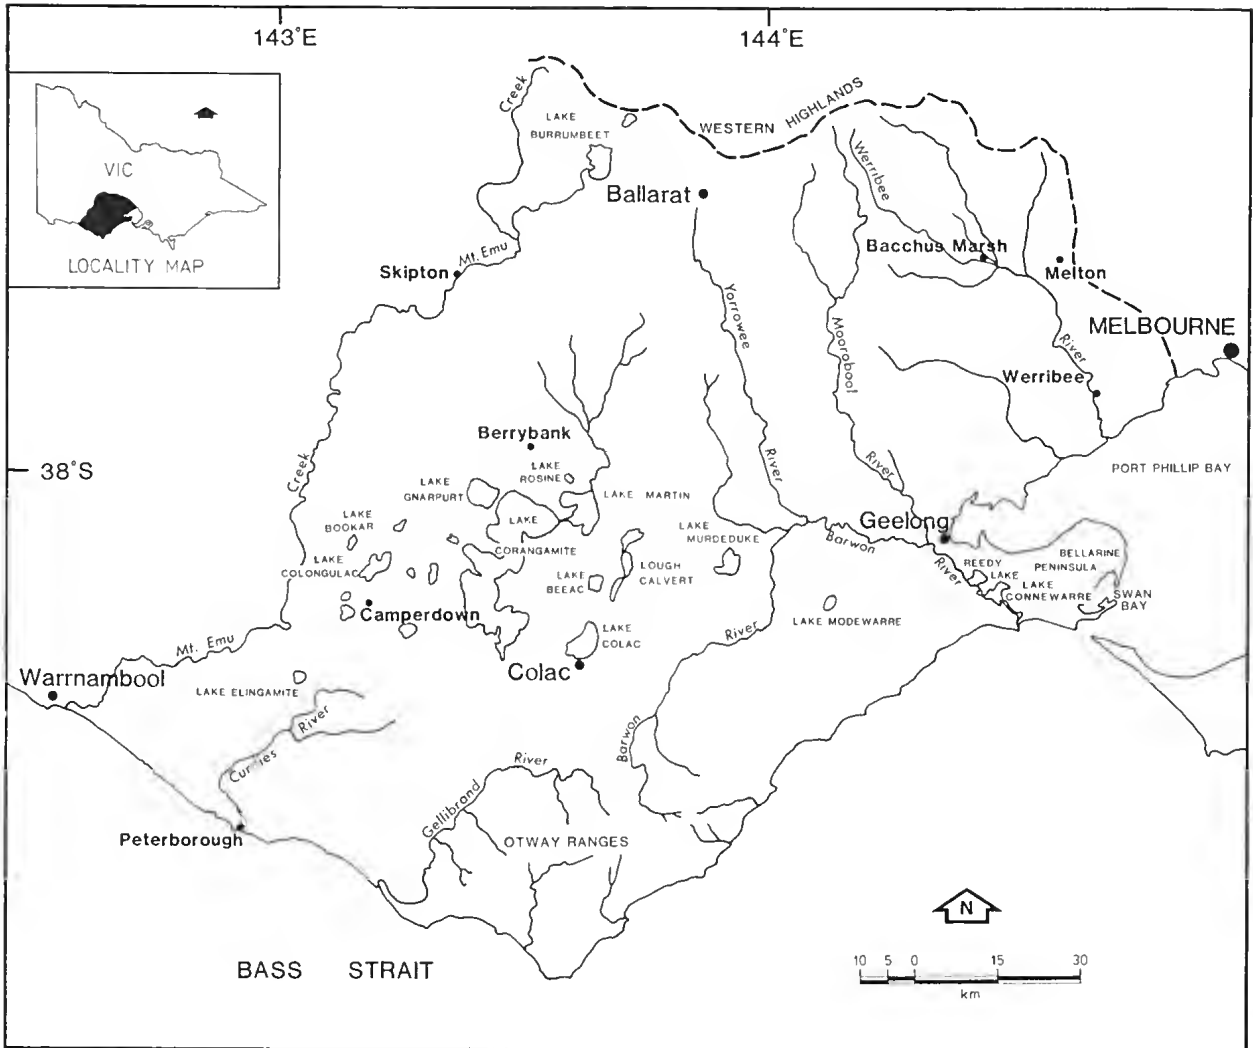 143°E
144°E
VIC
LOCALITY MAP
Creek
LAKE
BURRUMBEET
WESTERN HIGHLANDS
Ballarat
Werribee
Bacchus Marsh
Melton
Mt. Emu
Skipton
Yorrowee
Moorabool
MELBOURNE
River
Werribee
Berrybank
38°S
Creek
LAKE
ROSINE
LAKE
GNARPURT
LAKE MARTIN
River
River
PORT PHILLIP BAY
LAKE
BOOKAR
LAKE
CORANGAMITE
LAKE
MURDEDUKE
Geelong
Barwon
River
LAKE
COLONGULAC
LAKE
BEEAC
LOUGH
CALVERT
REEDY
LAKE
BELLARINE
PENINSULA
LAKE
CONNEWARRE
SWAN
BAY
Camperdown
LAKE MODEWARRE
River
LAKE
COLAC
Mt. Emu
Colac
Warrnambool
LAKE ELINGAMITE
River
Curdies
Barwon
River
Gellibrand
Peterborough
OTWAY RANGES
N
BASS STRAIT
10 5 0 15 30
km